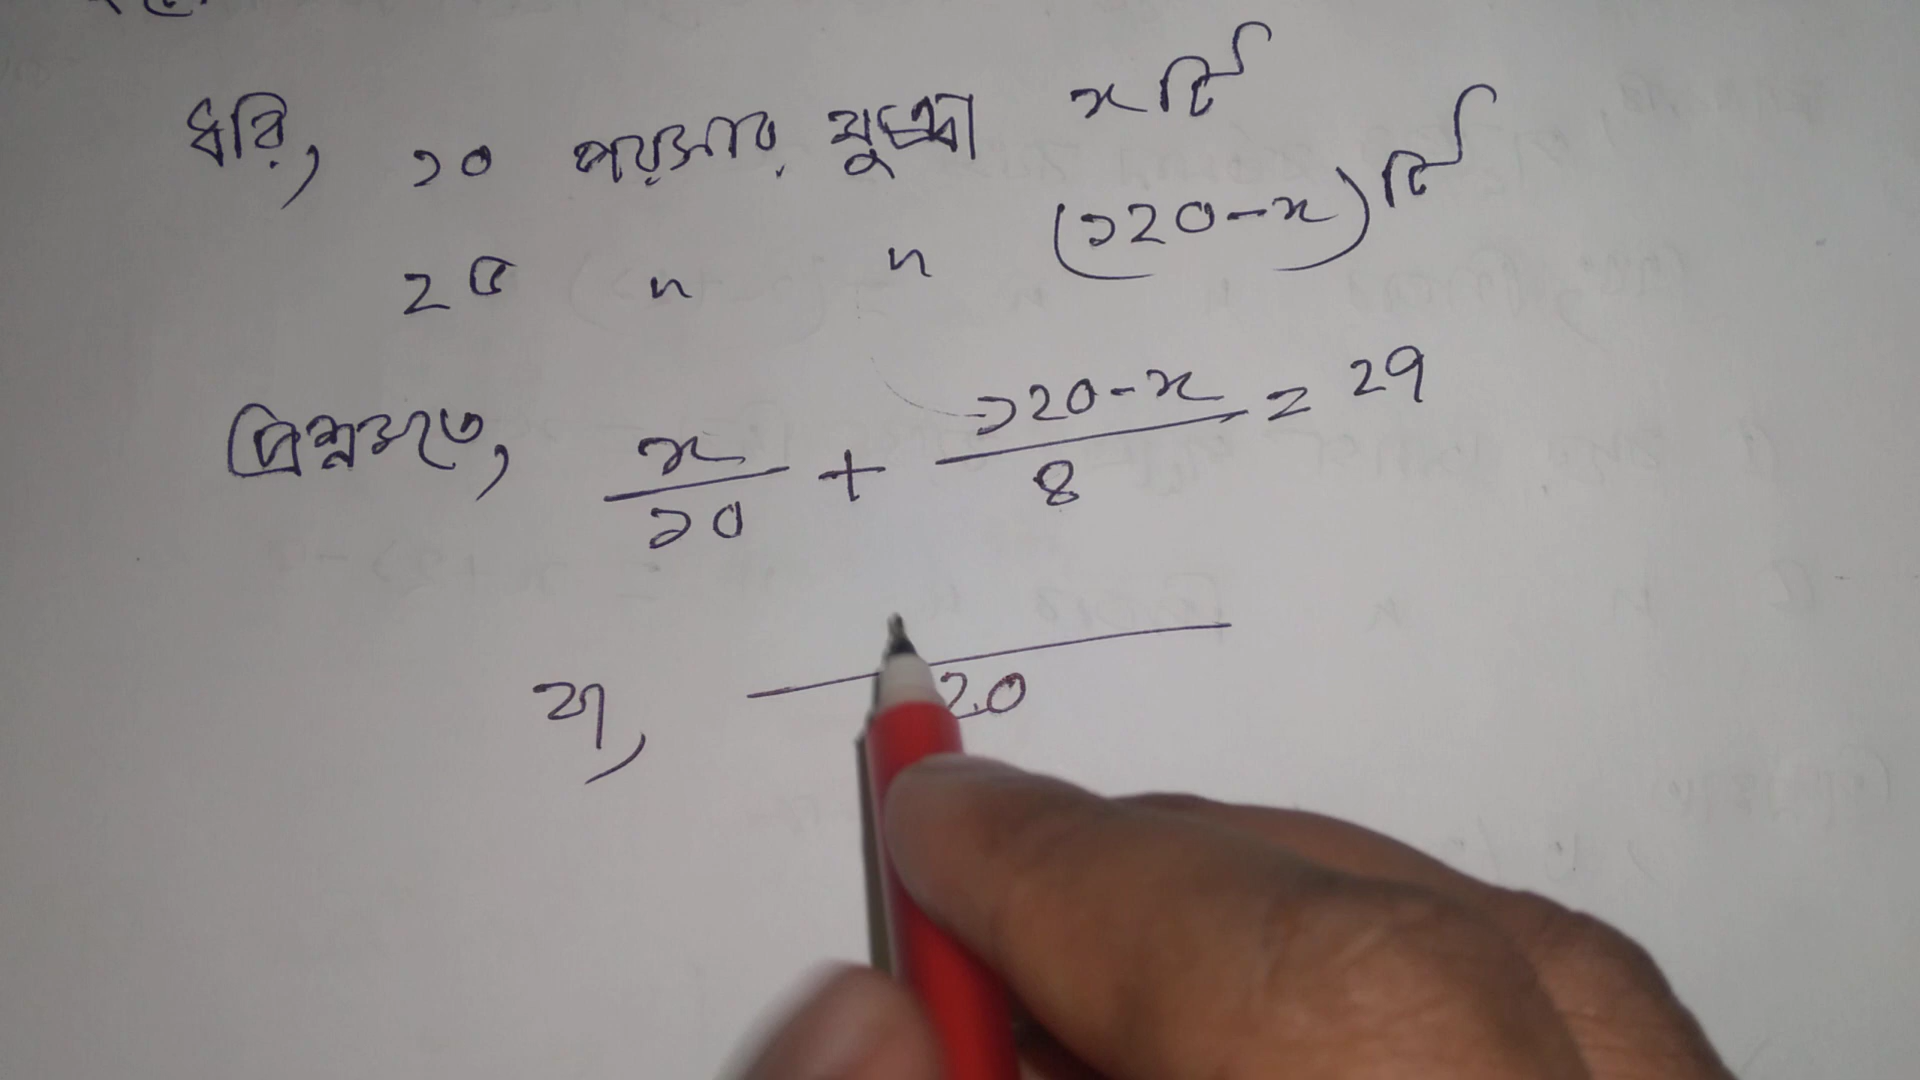 ধরি, ১০ পয়সার মুদ্রা x টি
২৫ " " (১২০-x) টি
প্রশ্নমতে, x/১০ + ১২০-x/৪ = ২৭
বা, ২০